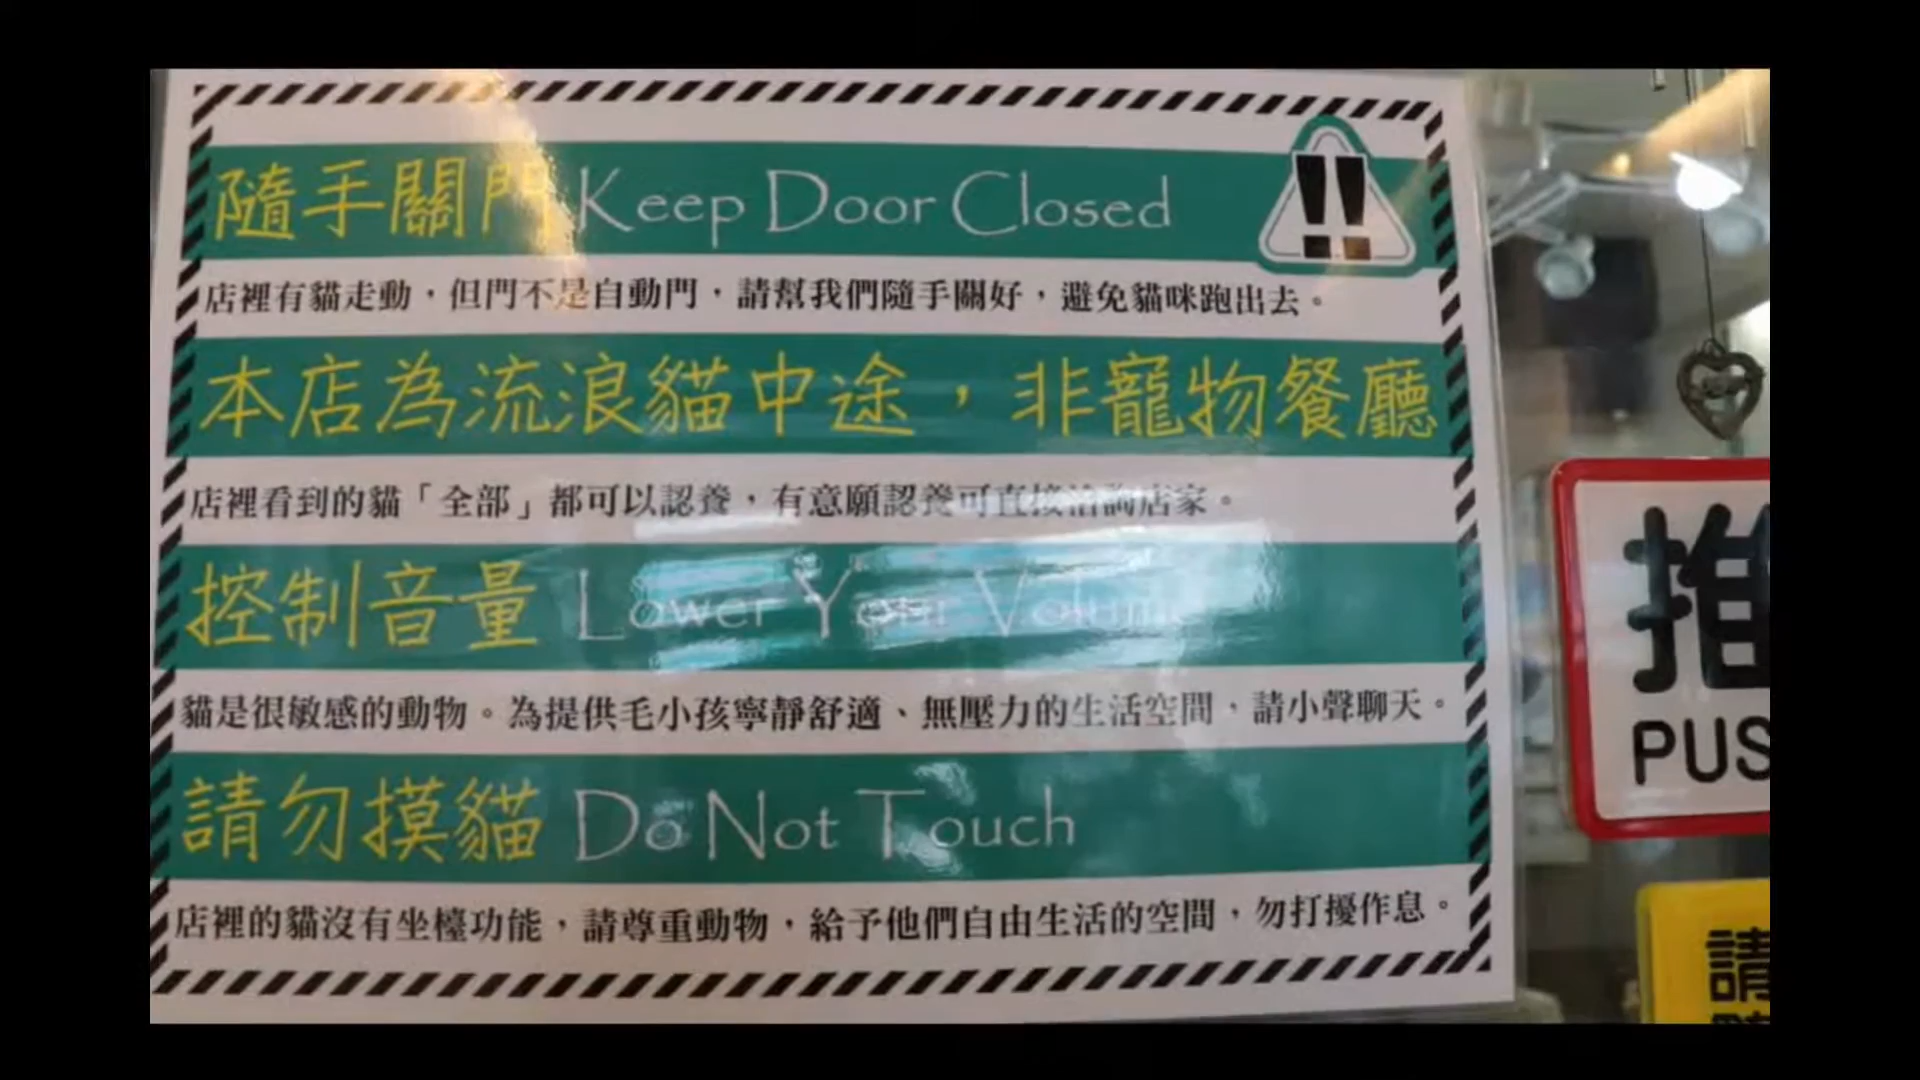 隨手關門 Keep Door Closed
店裡有貓走動，但門不是自動門，請幫我們隨手關好，避免貓咪跑出去。
本店為流浪貓中途，非寵物餐廳
店裡看到的貓「全部」都可以認養，有意願認養可直接洽詢店家。
控制音量 Lower Your Volume
貓是很敏感的動物。為提供毛小孩寧靜舒適、無壓力的生活空間，請小聲聊天。
請勿摸貓 Do Not Touch
店裡的貓沒有坐檯功能，請尊重動物，給予他們自由生活的空間，勿打擾作息。
推
PUS
請